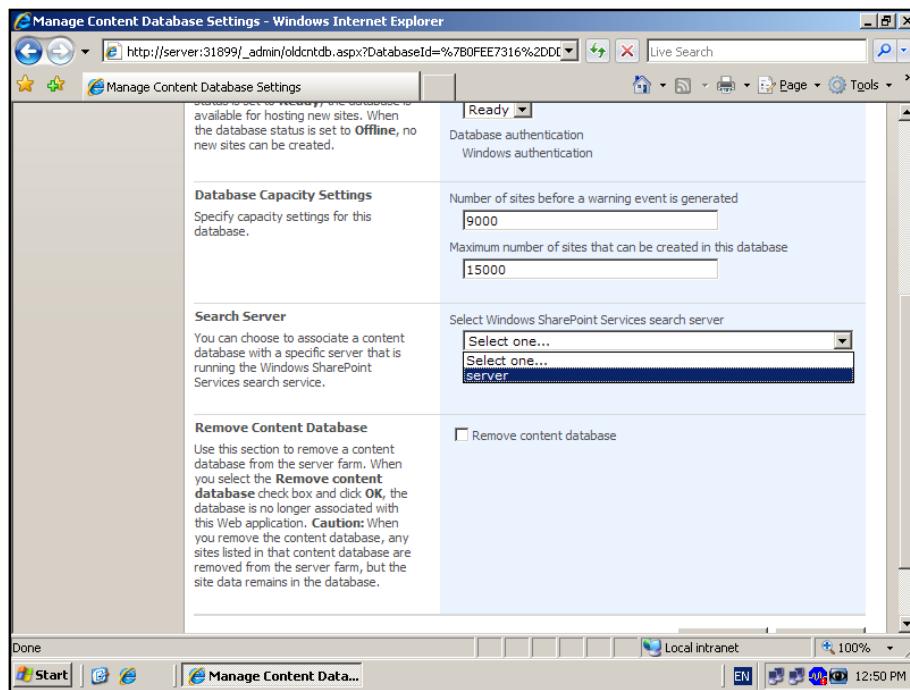 Manage Content Database Settings - Windows Internet Explorer
http://server:31899/_admin/oldcntdb.aspx?DatabaseId=%7B0FEE7316%2DDD
Live Search
Manage Content Database Settings
Page
Tools
available for hosting new sites. When
the database status is set to Offline, no
new sites can be created.
Ready
Database authentication
Windows authentication
Database Capacity Settings
Specify capacity settings for this
database.
Number of sites before a warning event is generated
9000
Maximum number of sites that can be created in this database
15000
Search Server
You can choose to associate a content
database with a specific server that is
running the Windows SharePoint
Services search service.
Select Windows SharePoint Services search server
Select one...
Select one...
server
Remove Content Database
Use this section to remove a content
database from the server farm. When
you select the Remove content
database check box and click OK, the
database is no longer associated with
this Web application. Caution: When
you remove the content database, any
sites listed in that content database are
removed from the server farm, but the
site data remains in the database.
Remove content database
Done
Local intranet
100%
Start
Manage Content Data...
EN
12:50 PM